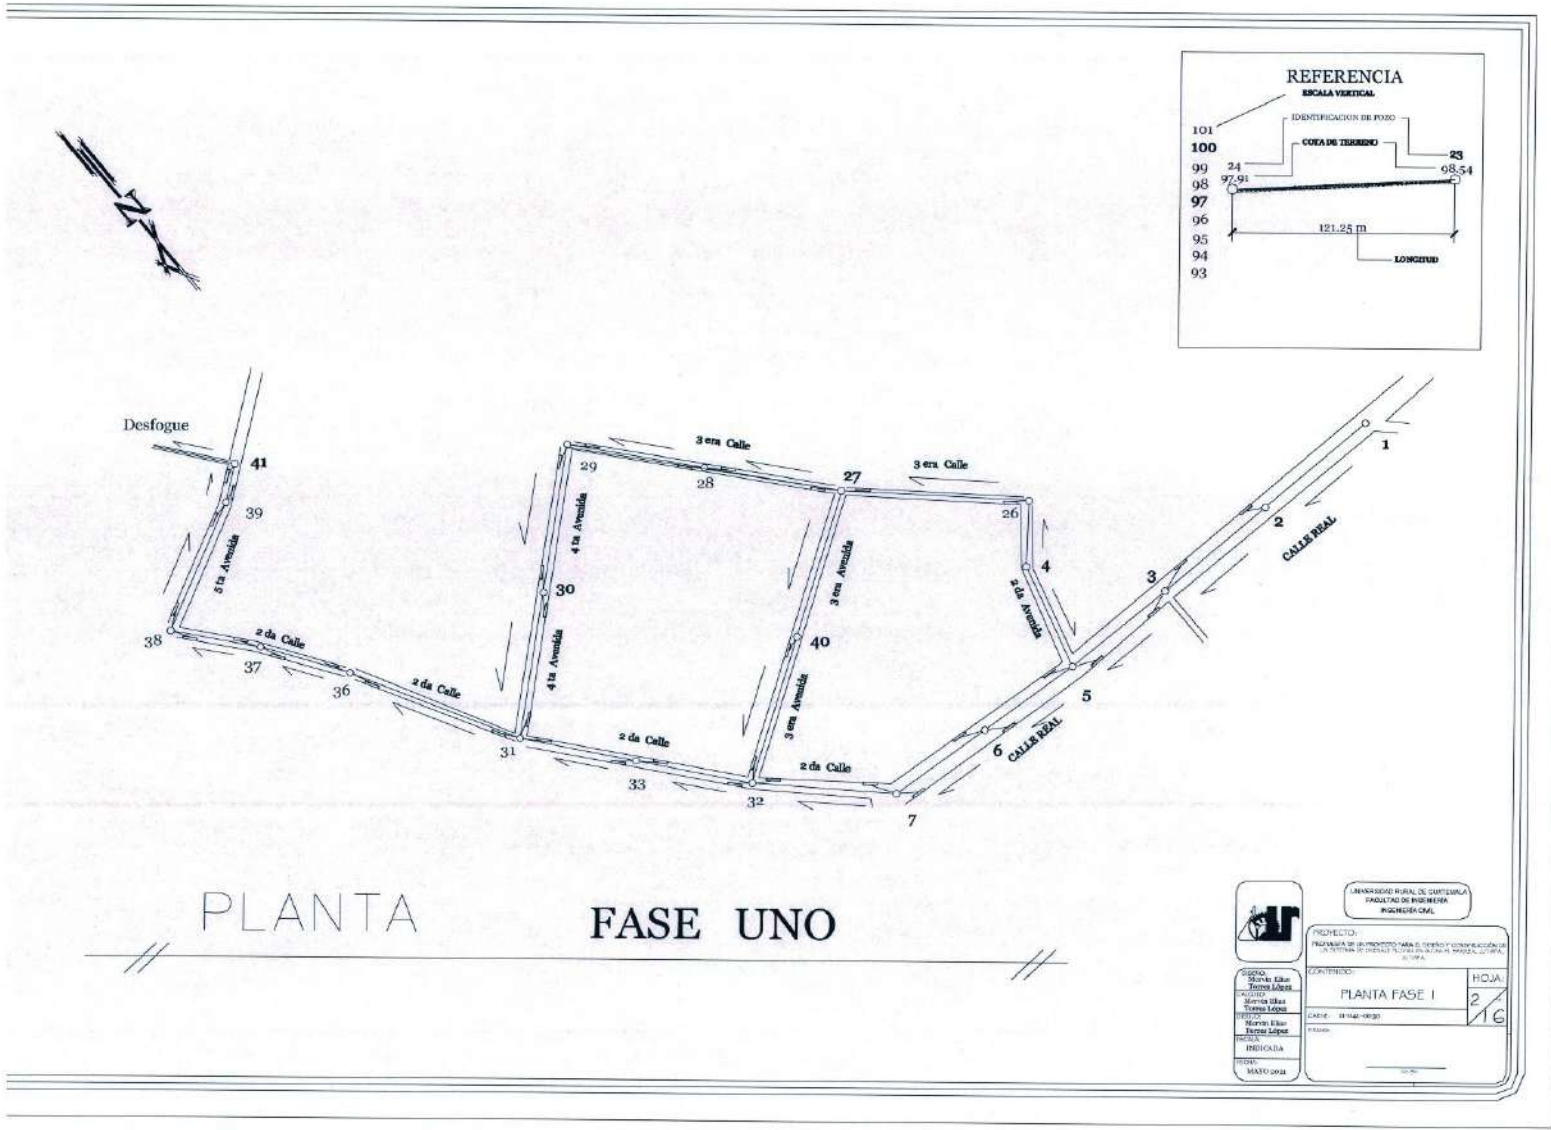 REFERENCIA
ESCALA VERTICAL
IDENTIFICACION DE POZO
COTA DE TERRENO
101
100
99
98
97
96
95
94
93
24
97.91
23
98.54
121.25 m
LONGITUD
N
Desfogue
41
39
5 ta Avenida
38
2 da Calle
37
36
2 da Calle
31
29
3 era Calle
28
4 ta Avenida
30
4 ta Avenida
27
3 era Calle
26
3 era Avenida
40
3 era Avenida
2 da Calle
33
32
2 da Calle
7
4
2 da Avenida
5
6
CALLE REAL
3
2
CALLE REAL
1
PLANTA
FASE UNO
UNIVERSIDAD RURAL DE GUATEMALA
FACULTAD DE INGENIERÍA
INGENIERÍA CIVIL
PROYECTO:
CONTENIDO:
PLANTA FASE I
HOJA:
2
16
DISEÑO:
Marvin Elias
Torres López
CALCULO:
Marvin Elias
Torres López
DIBUJO:
Marvin Elias
Torres López
ESCALA:
INDICADA
FECHA:
MAYO 2021